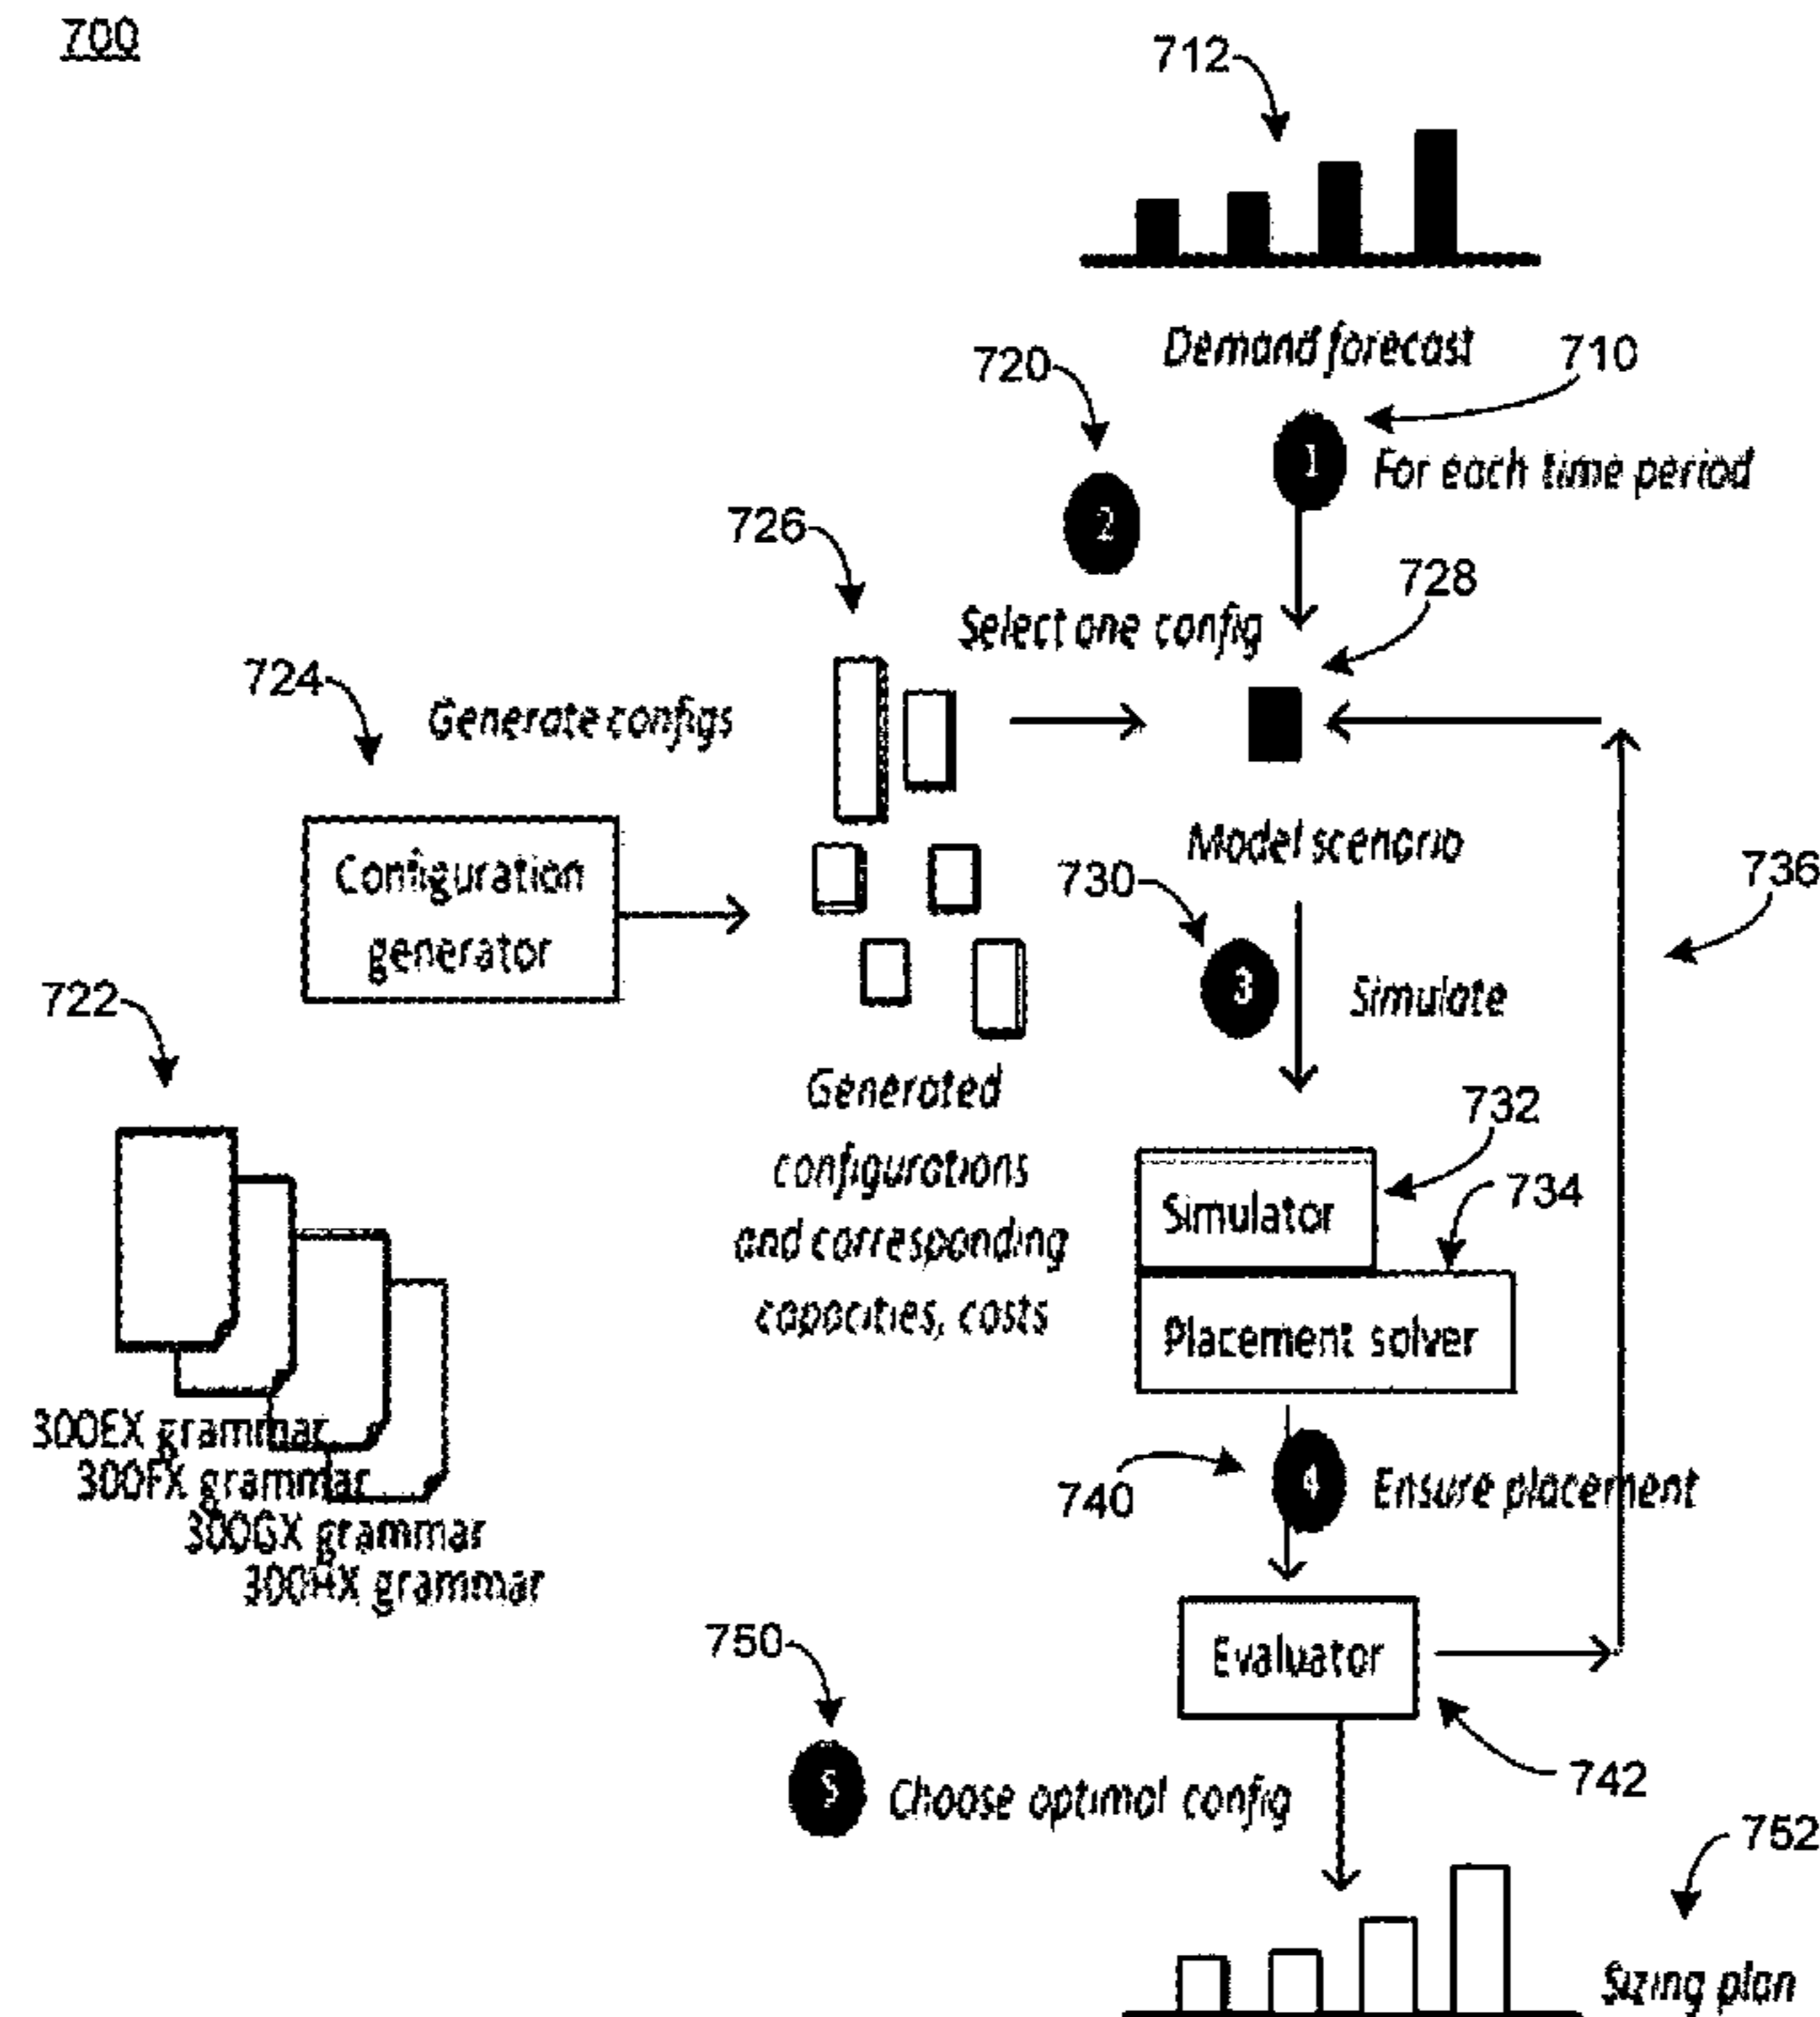 700
712
Demand forecast
710
720
1
For each time period
2
726
728
Select one config
724
Generate configs
Configuration
generator
Model scenario
730
736
3
Simulate
722
Generated
configurations
and corresponding
capacities, costs
732
734
Simulator
Placement solver
300EX grammar
300FX grammar
300GX grammar
300HX grammar
740
4
Ensure placement
Evaluator
750
5
Choose optimal config
742
752
Sizing plan